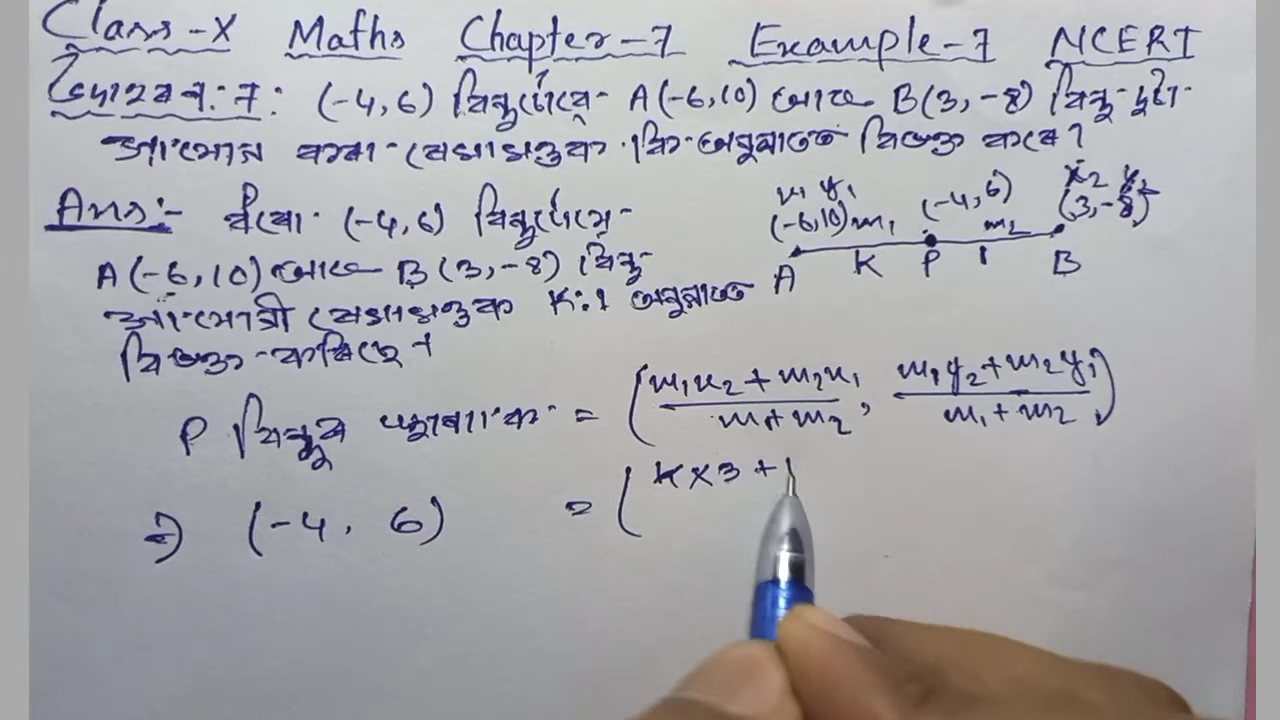 Class-X Maths Chapter-7 Example-7 NCERT
উদাহৰণ: 7: (-4,6) বিন্দুটোৱে A(-6,10) আৰু B(3,-8) বিন্দু দুটা
সংযোগ কৰা ৰেখাখণ্ডক কি অনুপাতত বিভক্ত কৰে?
Ans:- ধৰো (-4,6) বিন্দুটোৱে
A(-6,10) আৰু B(3,-8) বিন্দু
সংযোগী ৰেখাখণ্ডক K:1 অনুপাতত
বিভক্ত কৰিছে।
x₁ y₁ x₂ y₂
(-6,10) m₁ (-4,6) m₂ (3,-8)
A K P 1 B
P বিন্দুৰ স্থানাংক = (m₁x₂+m₂x₁/m₁+m₂, m₁y₂+m₂y₁/m₁+m₂)
⇒ (-4, 6) = (K×3+1